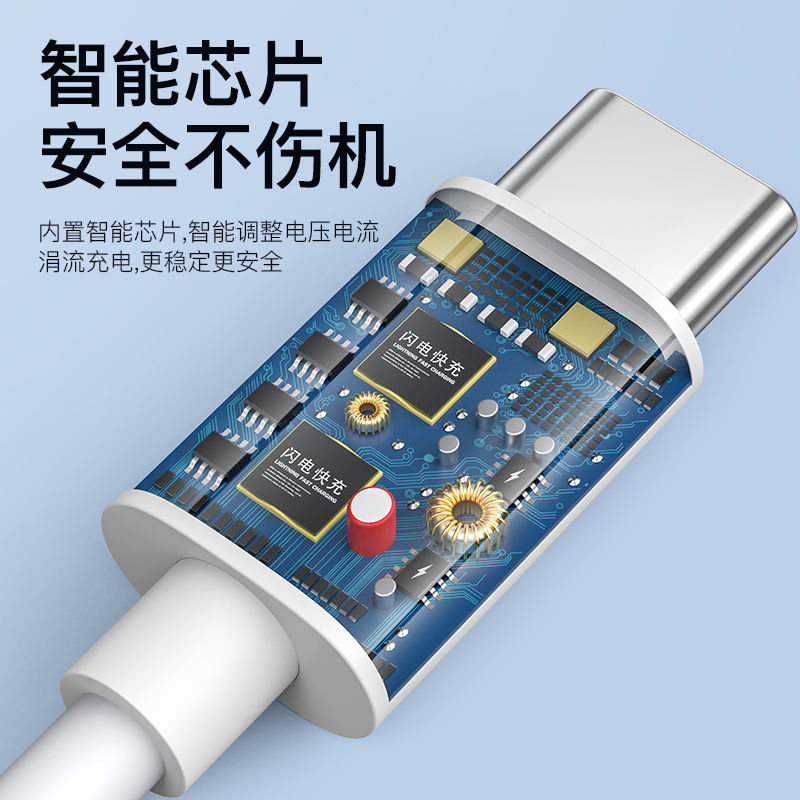 智能芯片
安全不伤机
内置智能芯片,智能调整电压电流
涓流充电,更稳定更安全
闪电快充
LIGHTNING FAST CHARGING
闪电快充
LIGHTNING FAST CHARGING